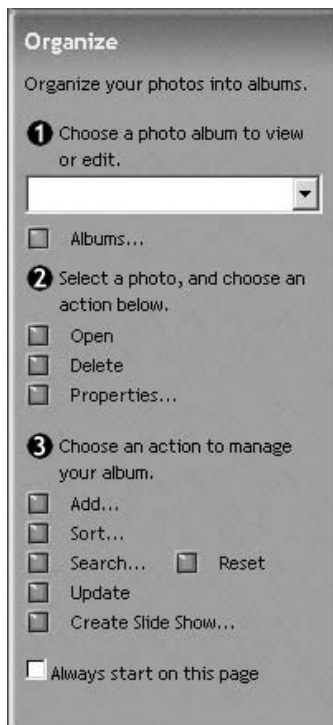 Organize
Organize your photos into albums.
1 Choose a photo album to view
or edit.
Albums...
2 Select a photo, and choose an
action below.
Open
Delete
Properties...
3 Choose an action to manage
your album.
Add...
Sort...
Search... Reset
Update
Create Slide Show...
Always start on this page